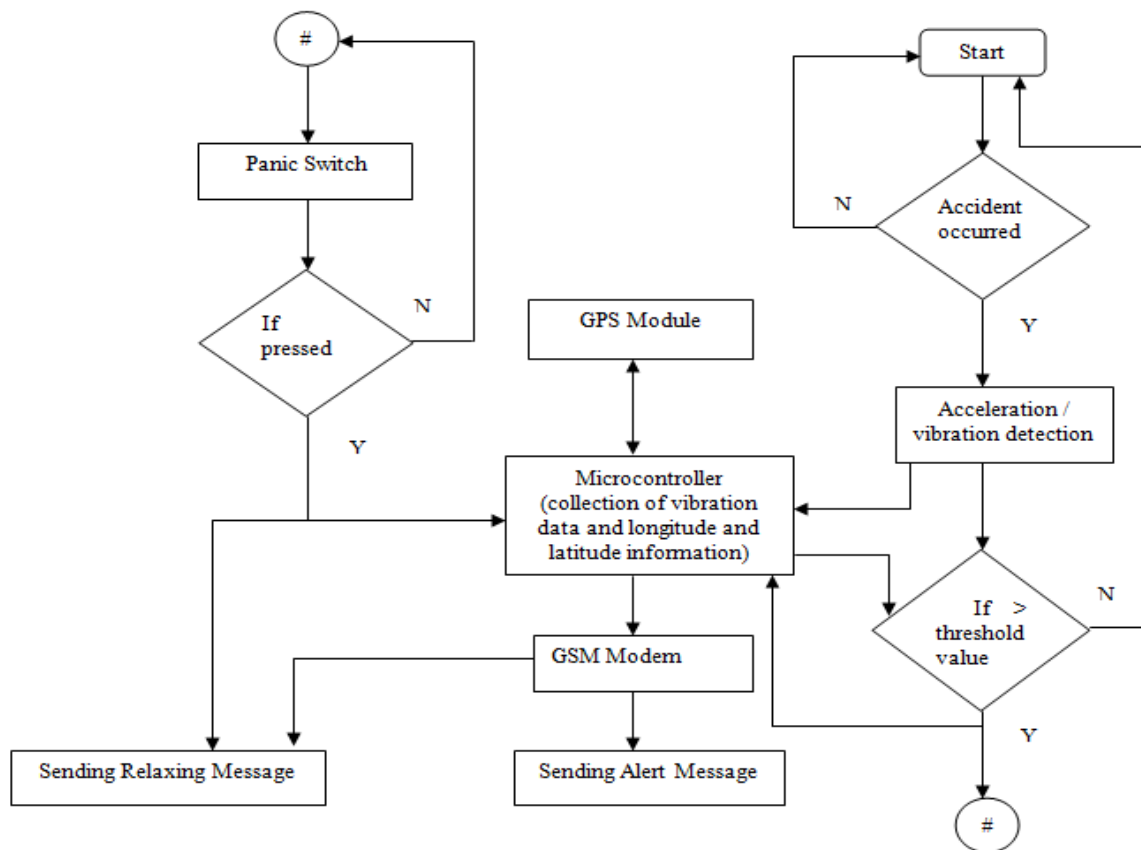 #
Panic Switch
If
pressed
N
Y
Start
Accident
occurred
N
Y
GPS Module
Acceleration /
vibration detection
Microcontroller
(collection of vibration
data and longitude and
latitude information)
If >
threshold
value
N
Y
GSM Modem
Sending Relaxing Message
Sending Alert Message
#